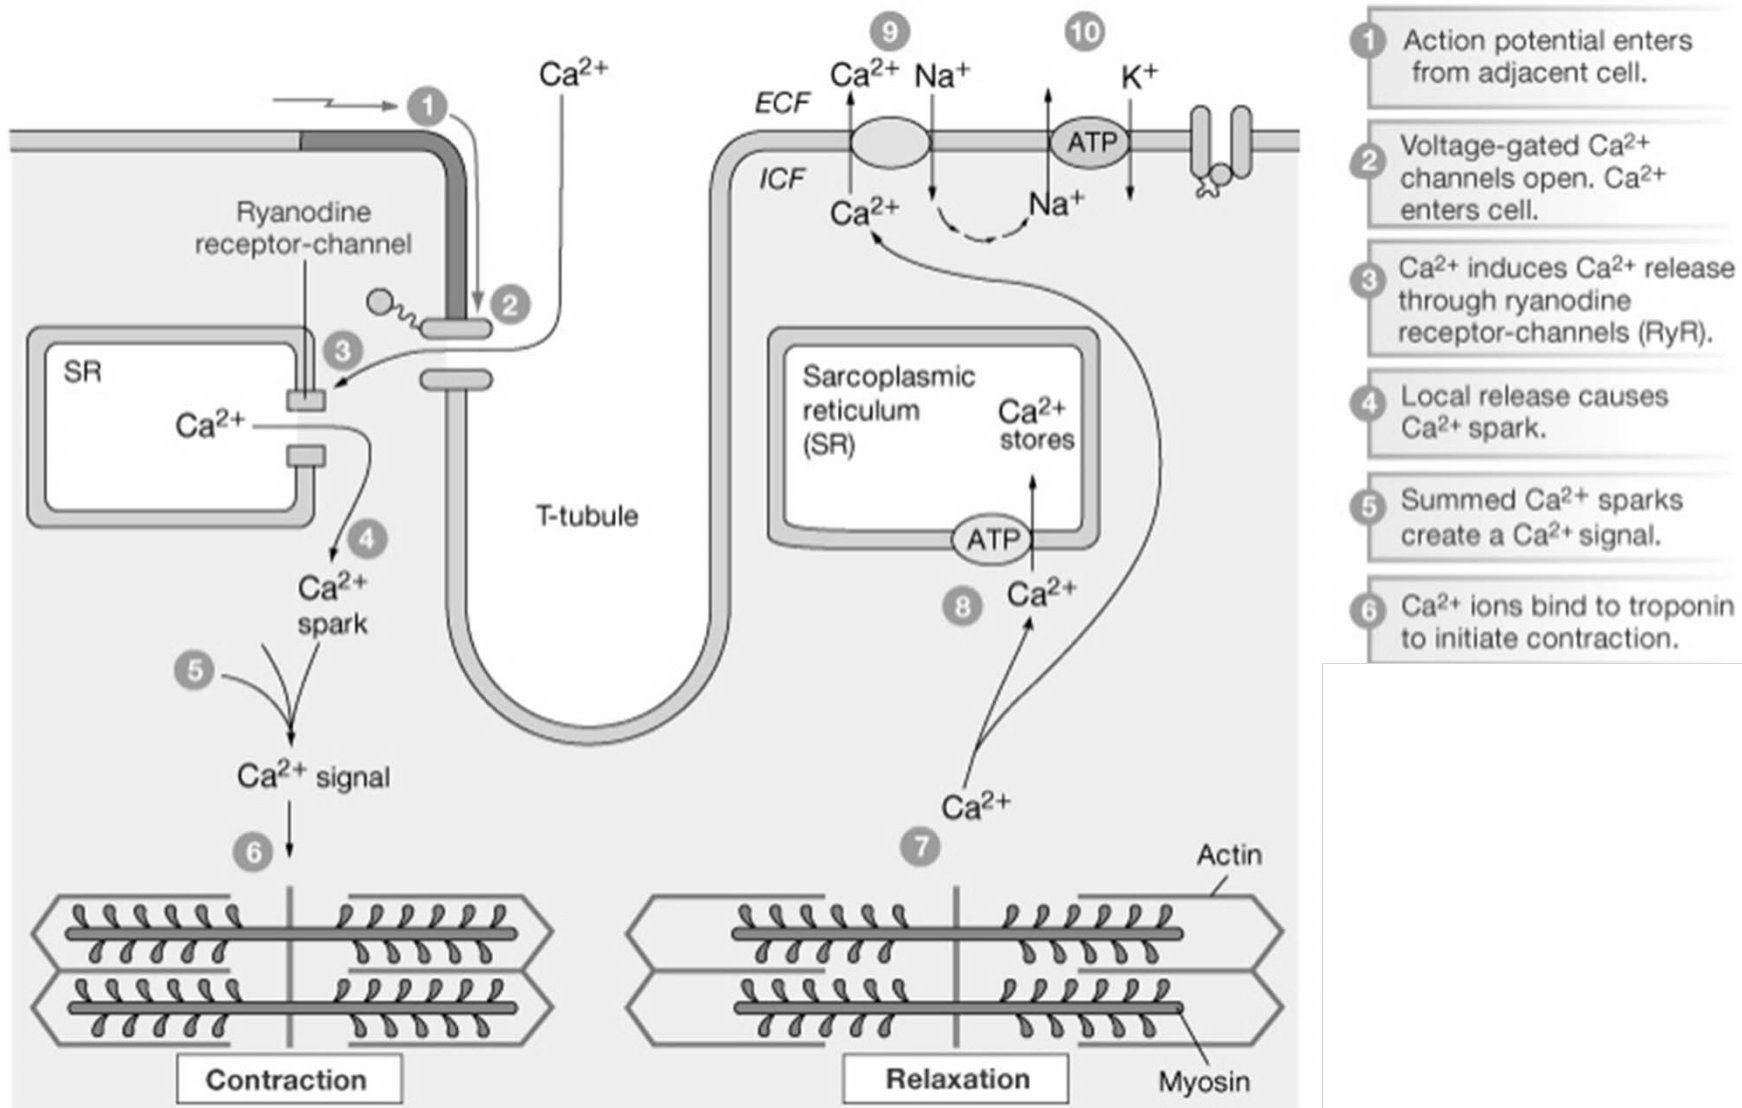 9
10
Ca2+
Ca2+ Na+
K+
ECF
1
ATP
ICF
Ca2+
Na+
Ryanodine
receptor-channel
2
3
SR
Ca2+
Sarcoplasmic
reticulum
(SR)
Ca2+
stores
T-tubule
4
ATP
Ca2+
spark
8
Ca2+
5
Ca2+ signal
Ca2+
6
7
Actin
Contraction
Relaxation
Myosin
1 Action potential enters
from adjacent cell.
2 Voltage-gated Ca2+
channels open. Ca2+
enters cell.
3 Ca2+ induces Ca2+ release
through ryanodine
receptor-channels (RyR).
4 Local release causes
Ca2+ spark.
5 Summed Ca2+ sparks
create a Ca2+ signal.
6 Ca2+ ions bind to troponin
to initiate contraction.